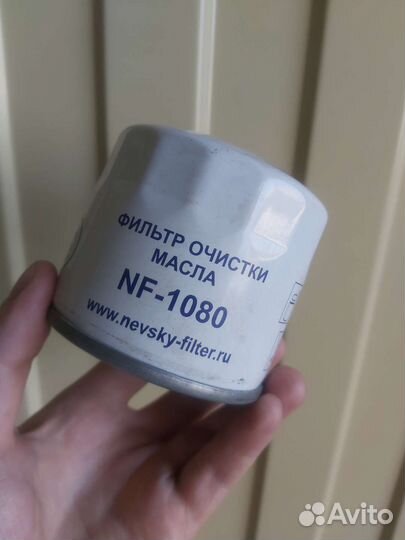 ФИЛЬТР ОЧИСТКИ
МАСЛА
NF-1080
www.nevsky-filter.ru
Avito